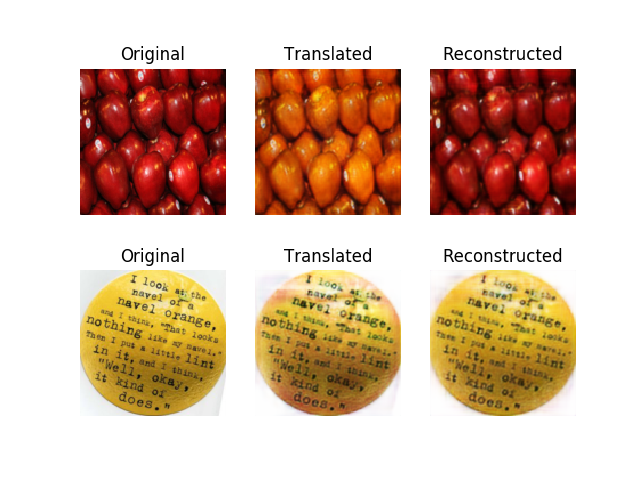 Original Translated Reconstructed
Original Translated Reconstructed
I look at the
navel of a
navel orange,
and I think, "That looks
nothing like my navel."
Then I put a little lint
in it, and I think,
"Well, okay,
it kind of
does."
I look at the
navel of a
navel orange,
and I think, "That looks
nothing like my navel."
Then I put a little lint
in it, and I think,
"Well, okay,
it kind of
does."
I look at the
navel of a
navel orange,
and I think, "That looks
nothing like my navel."
Then I put a little lint
in it, and I think,
"Well, okay,
it kind of
does."